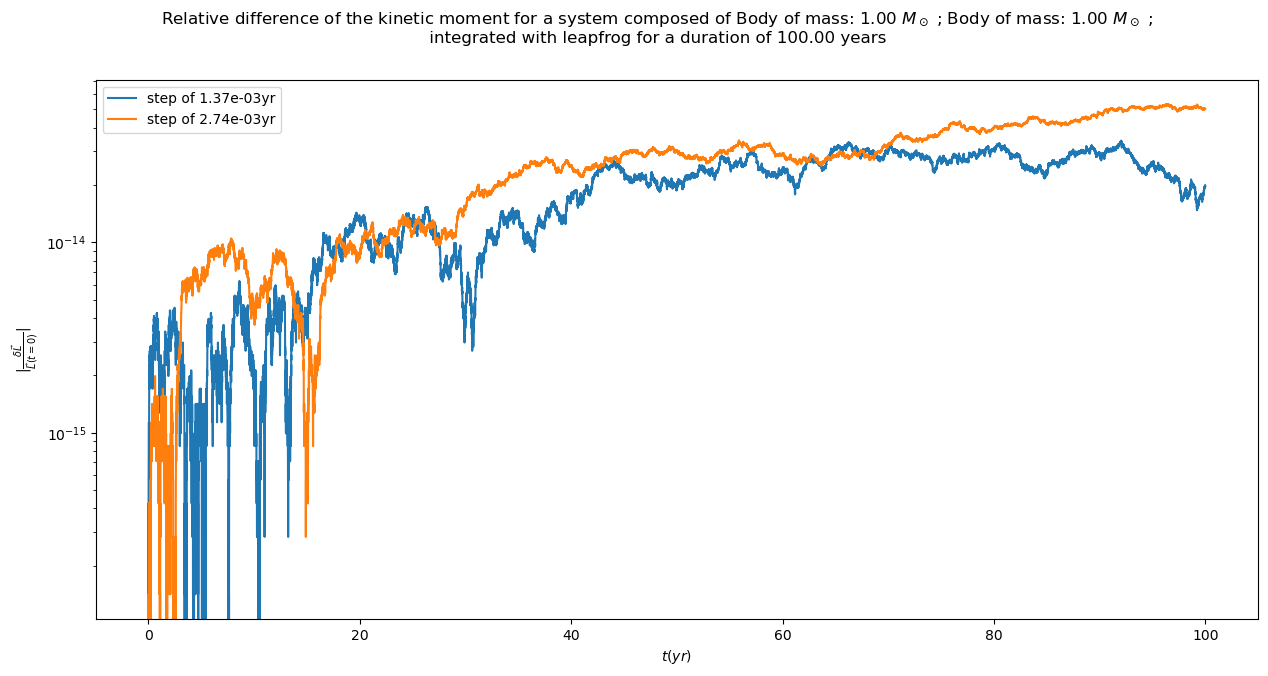 Relative difference of the kinetic moment for a system composed of Body of mass: 1.00 $M_\odot$ ; Body of mass: 1.00 $M_\odot$ ;
integrated with leapfrog for a duration of 100.00 years
step of 1.37e-03yr
step of 2.74e-03yr
$10^{-14}$
$10^{-15}$
$\left|\frac{\delta \vec{L}}{\vec{L}(t=0)}\right|$
0 20 40 60 80 100
$t(yr)$